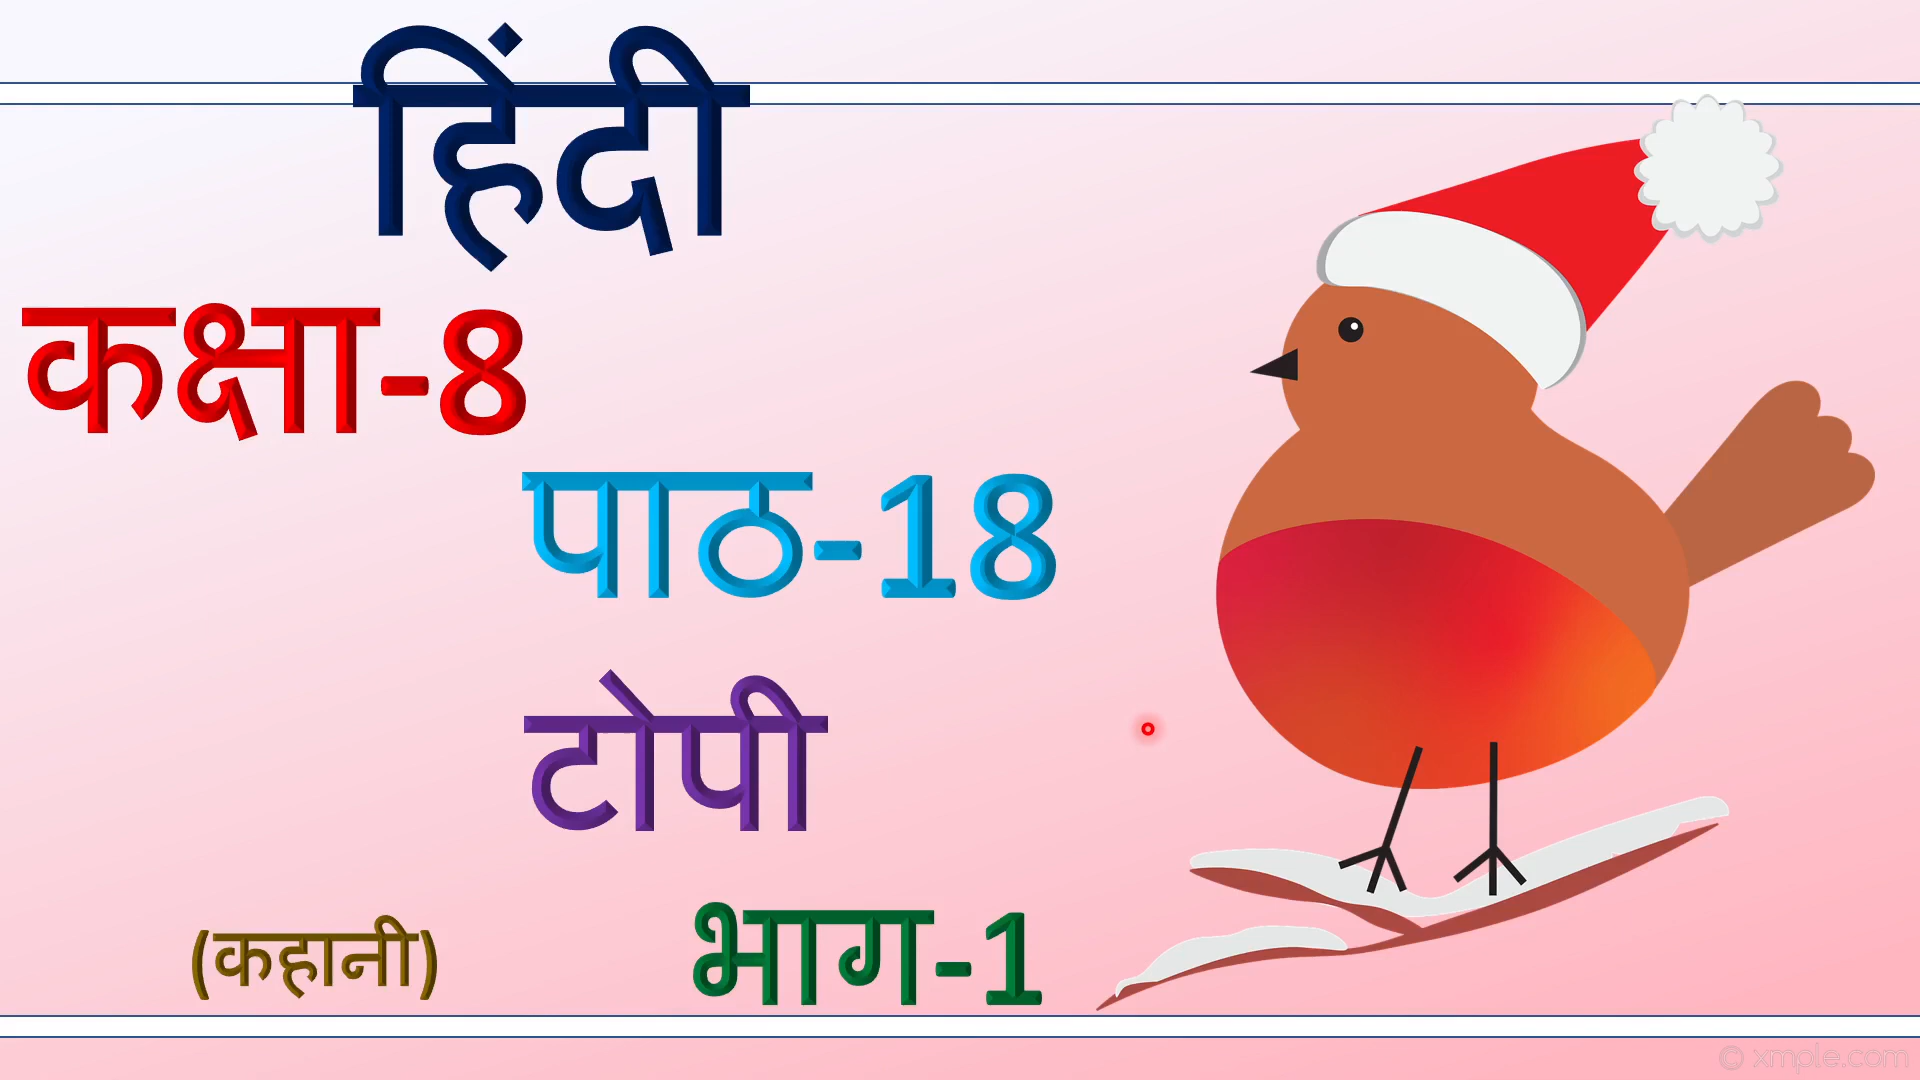 हिंदी
कक्षा-8
पाठ-18
टोपी
(कहानी)
भाग-1
© xmple.com